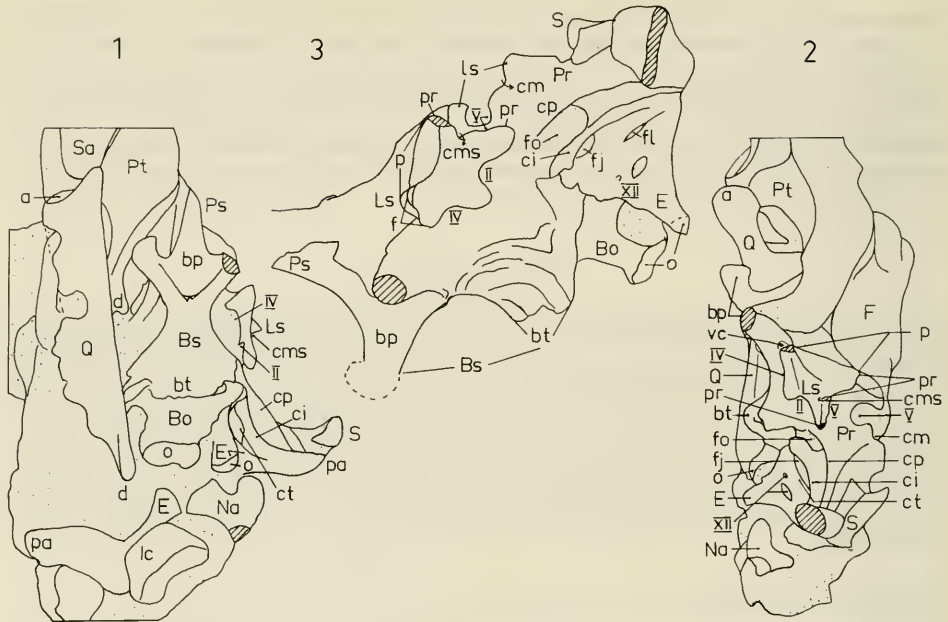 1
3
2
S
Pr
ls
cm
pr
V
pr
cp
cms
fo
fl
ci
fj
p
II
XII
E
Ls
IV
f
Bo
o
Ps
bp
bt
Bs
Sa
Pt
a
Ps
bp
d
IV
Ls
Q
Bs
cms
II
bt
cp
Bo
ci
S
o
E
o
pa
ct
d
E
Na
pa
Ic
Pt
a
Q
bp
F
vc
p
IV
pr
Q
Ls
cms
pr
II
V
V
bt
Pr
cm
fo
cp
fj
o
ci
E
ct
XII
S
Na